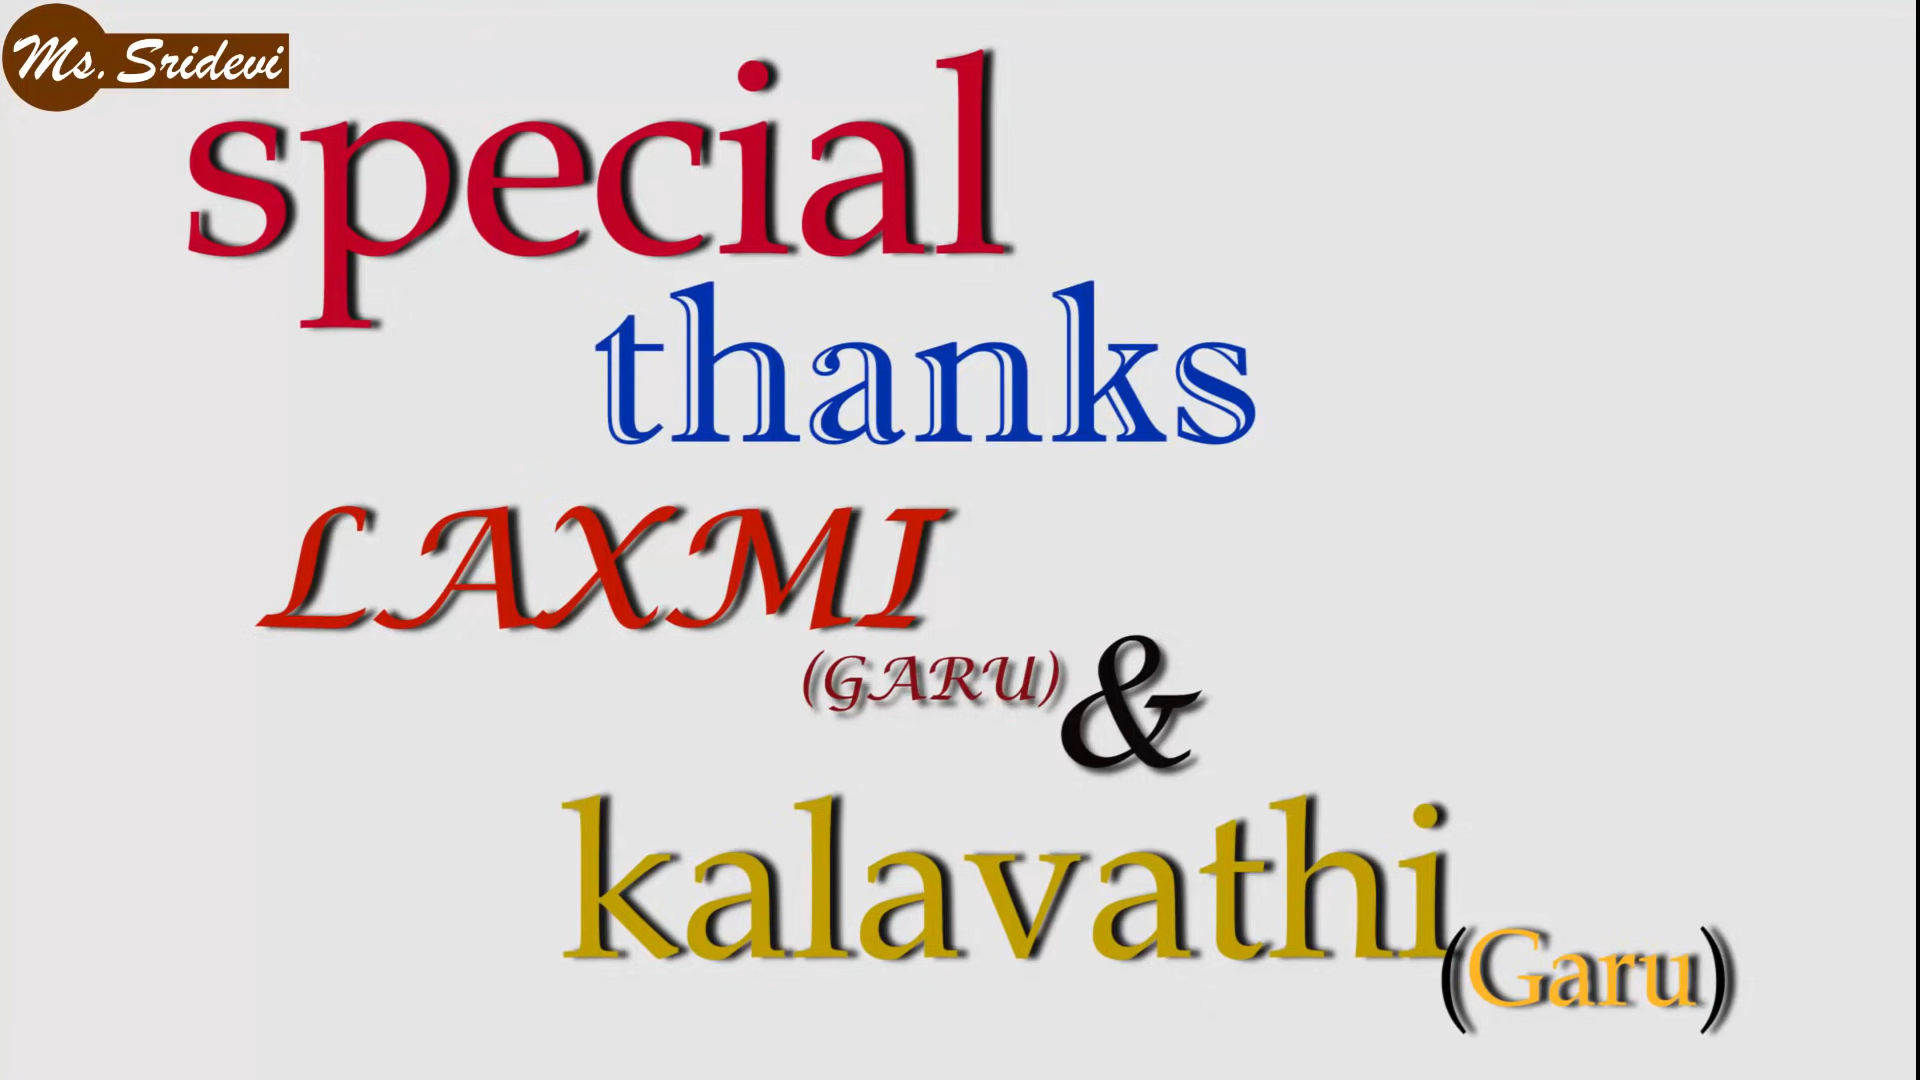 Ms. Sridevi
special
thanks
LAXMI
(GARU)
&
kalavathi
(Garu)